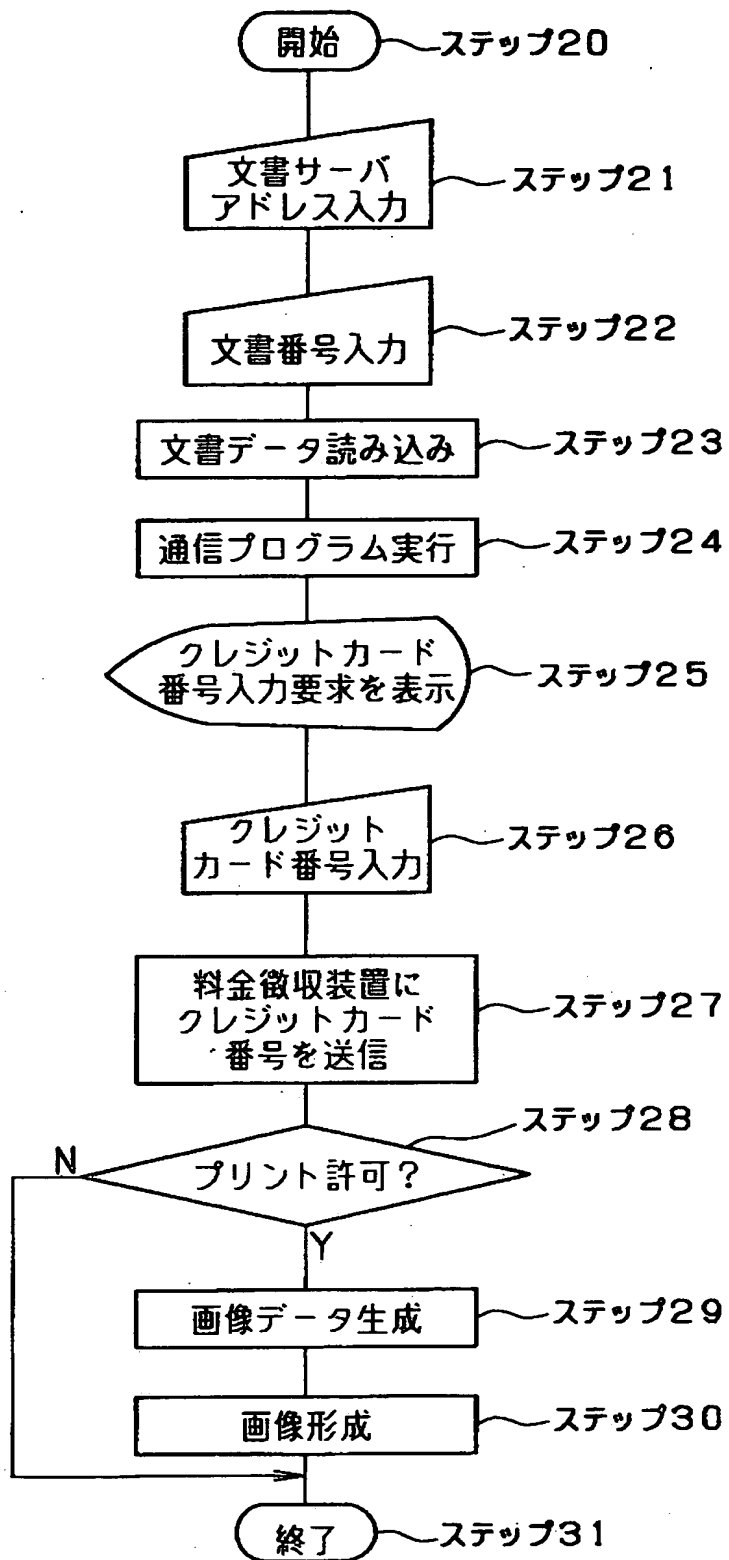 開始
ステップ20
文書サーバ
アドレス入力
ステップ21
文書番号入力
ステップ22
文書データ読み込み
ステップ23
通信プログラム実行
ステップ24
クレジットカード
番号入力要求を表示
ステップ25
クレジット
カード番号入力
ステップ26
料金徴収装置に
クレジットカード
番号を送信
ステップ27
ステップ28
N
プリント許可？
Y
画像データ生成
ステップ29
画像形成
ステップ30
終了
ステップ31